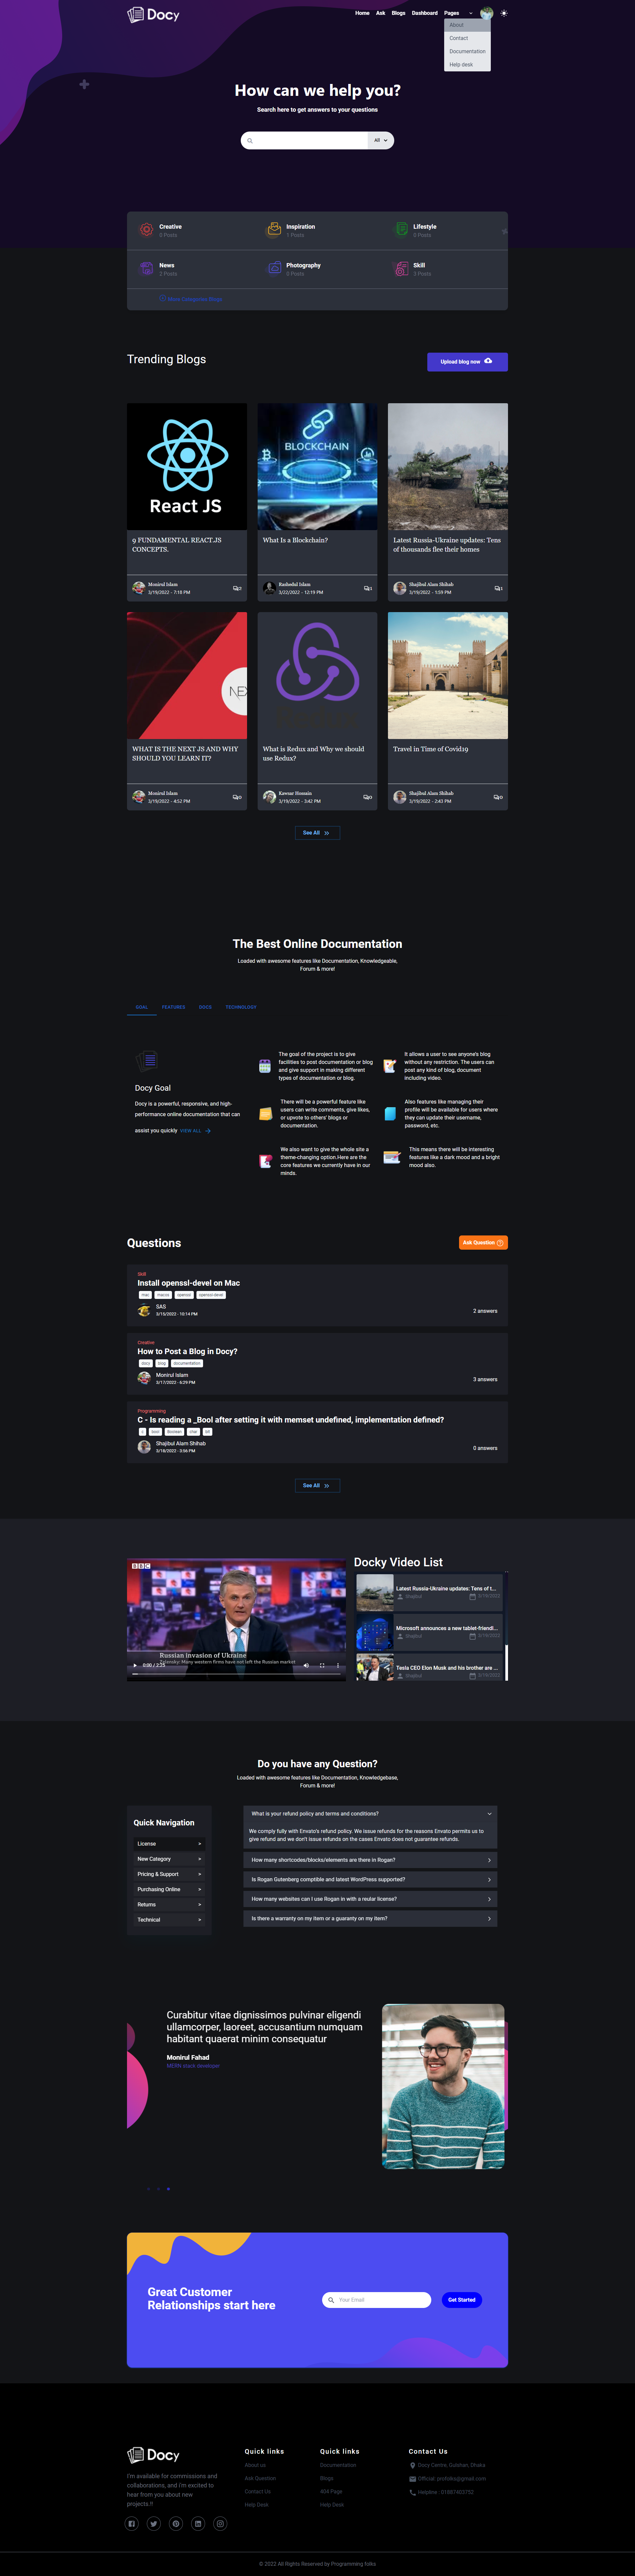 Docy
Home Ask Blogs Dashboard Pages
About
Contact
Documentation
Help desk
How can we help you?
Search here to get answers to your questions
All
Creative
0 Posts
Inspiration
1 Posts
Lifestyle
0 Posts
News
2 Posts
Photography
0 Posts
Skill
3 Posts
Trending Blogs
Upload blog now
React JS
BLOCKCHAIN
9 FUNDAMENTAL REACT.JS
CONCEPTS.
What Is a Blockchain?
Latest Russia-Ukraine updates: Tens
of thousands flee their homes
Monirul Islam
3/19/2022 - 7:18 PM
Rashedul Islam
3/22/2022 - 12:19 PM
Shajibul Alam Shihab
3/19/2022 - 1:59 PM
NEX
WHAT IS THE NEXT JS AND WHY
SHOULD YOU LEARN IT?
What is Redux and Why we should
use Redux?
Travel in Time of Covid19
Monirul Islam
3/19/2022 - 4:52 PM
Kawsar Hossain
3/19/2022 - 3:42 PM
Shajibul Alam Shihab
3/19/2022 - 2:43 PM
See All
The Best Online Documentation
Loaded with awesome features like Documentation, Knowledgeable,
Forum & more!
GOAL FEATURES DOCS TECHNOLOGY
Docy Goal
Docy is a powerful, responsive, and high-
performance online documentation that can
assist you quickly VIEW ALL
The goal of the project is to give
facilities to post documentation or blog
and give support in making different
types of documentation or blog.
It allows a user to see anyone's blog
without any restriction. The users can
post any kind of blog, document
including video.
There will be a powerful feature like
users can write comments, give likes,
or upvote to others' blogs or
documentation.
Also features like managing their
profile will be available for users where
they can update their username,
password, etc.
We also want to give the whole site a
theme-changing option.Here are the
core features we currently have in our
minds.
This means there will be interesting
features like a dark mood and a bright
mood also.
Questions
Ask Question
Skill
Install openssl-devel on Mac
mac macos openssl openssl-devel
SAS
3/15/2022 - 10:14 PM
2 answers
Creative
How to Post a Blog in Docy?
docy blog documentation
Monirul Islam
3/17/2022 - 6:29 PM
3 answers
Programming
C - Is reading a _Bool after setting it with memset undefined, implementation defined?
c bool Boolean char bit
Shajibul Alam Shihab
3/18/2022 - 3:56 PM
0 answers
See All
BBC
Russian invasion of Ukraine
Zelensky: Many western firms have not left the Russian market
0:00 / 2:25
Docky Video List
Latest Russia-Ukraine updates: Tens of t...
Shajibul 3/19/2022
Microsoft announces a new tablet-friendl...
Shajibul 3/19/2022
Tesla CEO Elon Musk and his brother are ...
Shajibul 3/19/2022
Do you have any Question?
Loaded with awesome features like Documentation, Knowledgebase,
Forum & more!
Quick Navigation
License >
New Category >
Pricing & Support >
Purchasing Online >
Returns >
Technical >
What is your refund policy and terms and conditions?
We comply fully with Envato's refund policy. We issue refunds for the reasons Envato permits us to
give refund and we don't issue refunds on the cases Envato does not guarantee refunds.
How many shortcodes/blocks/elements are there in Rogan?
Is Rogan Gutenberg comptible and latest WordPress supported?
How many websites can I use Rogan in with a reular license?
Is there a warranty on my item or a guaranty on my Item?
Curabitur vitae dignissimos pulvinar eligendi
ullamcorper, laoreet, accusantium numquam
habitant quaerat minim consequatur
Monirul Fahad
MERN stack developer
Great Customer
Relationships start here
Your Email
Get Started
Docy
I'm available for commissions and
collaborations, and I'm excited to
hear from you about new
projects !!
Quick links
About us
Ask Question
Contact Us
Help Desk
Quick links
Documentation
Blogs
404 Page
Help Desk
Contact Us
Docy Centre, Gulshan, Dhaka
Official: profolks@gmail.com
Helpline : 01887403752
© 2022 All Rights Reserved by Programming folks